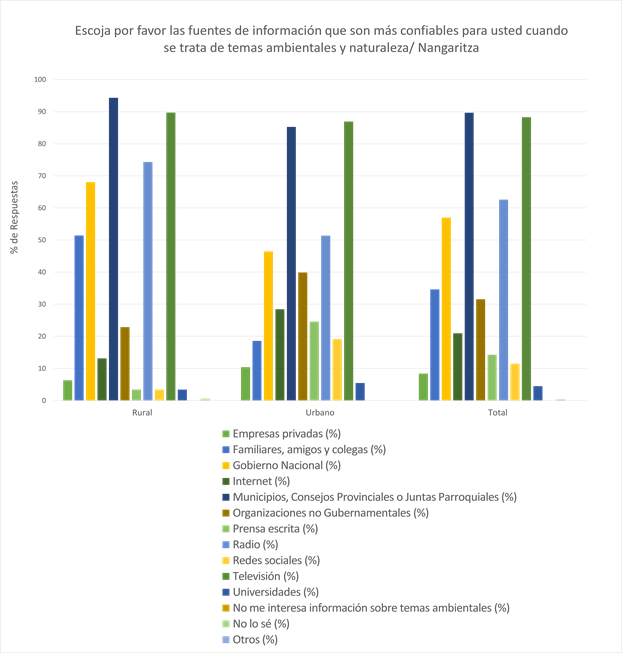 Escoja por favor las fuentes de información que son más confiables para usted cuando
se trata de temas ambientales y naturaleza/ Nangaritza
100
90
80
70
60
50
40
30
20
10
0
% de Respuestas
Rural
Urbano
Total
Empresas privadas (%)
Familiares, amigos y colegas (%)
Gobierno Nacional (%)
Internet (%)
Municipios, Consejos Provinciales o Juntas Parroquiales (%)
Organizaciones no Gubernamentales (%)
Prensa escrita (%)
Radio (%)
Redes sociales (%)
Televisión (%)
Universidades (%)
No me interesa información sobre temas ambientales (%)
No lo sé (%)
Otros (%)